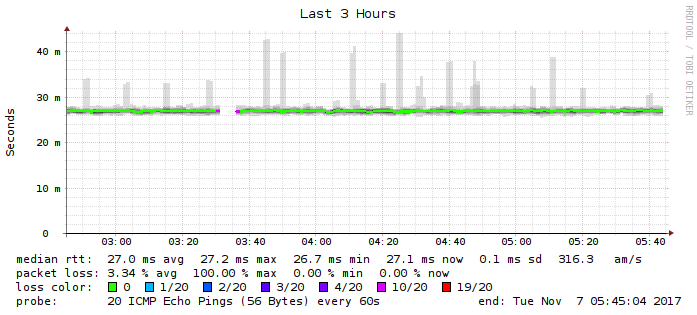 Last 3 Hours
RRDTOOL / TOBI OETIKER
Seconds
40 m
30 m
20 m
10 m
0
03:00 03:20 03:40 04:00 04:20 04:40 05:00 05:20 05:40
median rtt: 27.0 ms avg 27.2 ms max 26.7 ms min 27.1 ms now 0.1 ms sd 316.3 am/s
packet loss: 3.34 % avg 100.00 % max 0.00 % min 0.00 % now
loss color: 0 1/20 2/20 3/20 4/20 10/20 19/20
probe: 20 ICMP Echo Pings (56 Bytes) every 60s end: Tue Nov 7 05:45:04 2017